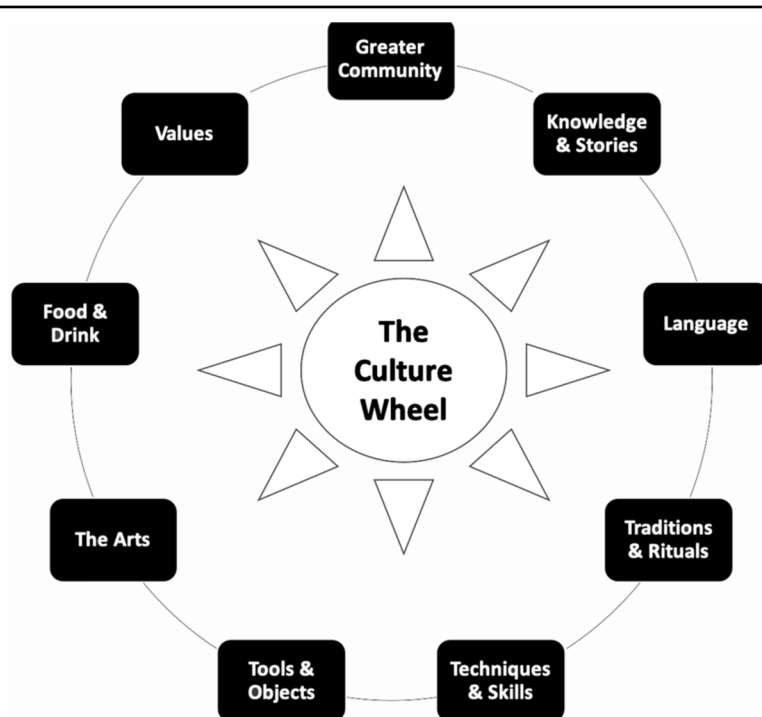 Greater
Community
Knowledge
& Stories
Language
Traditions
& Rituals
Techniques
& Skills
Tools &
Objects
The Arts
Food &
Drink
Values
The
Culture
Wheel